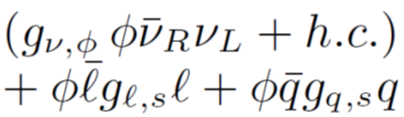 (g_{ν,ϕ} ϕ ν̄_R ν_L + h.c.)
+ ϕ ℓ̄ g_{ℓ,s} ℓ + ϕ q̄ g_{q,s} q